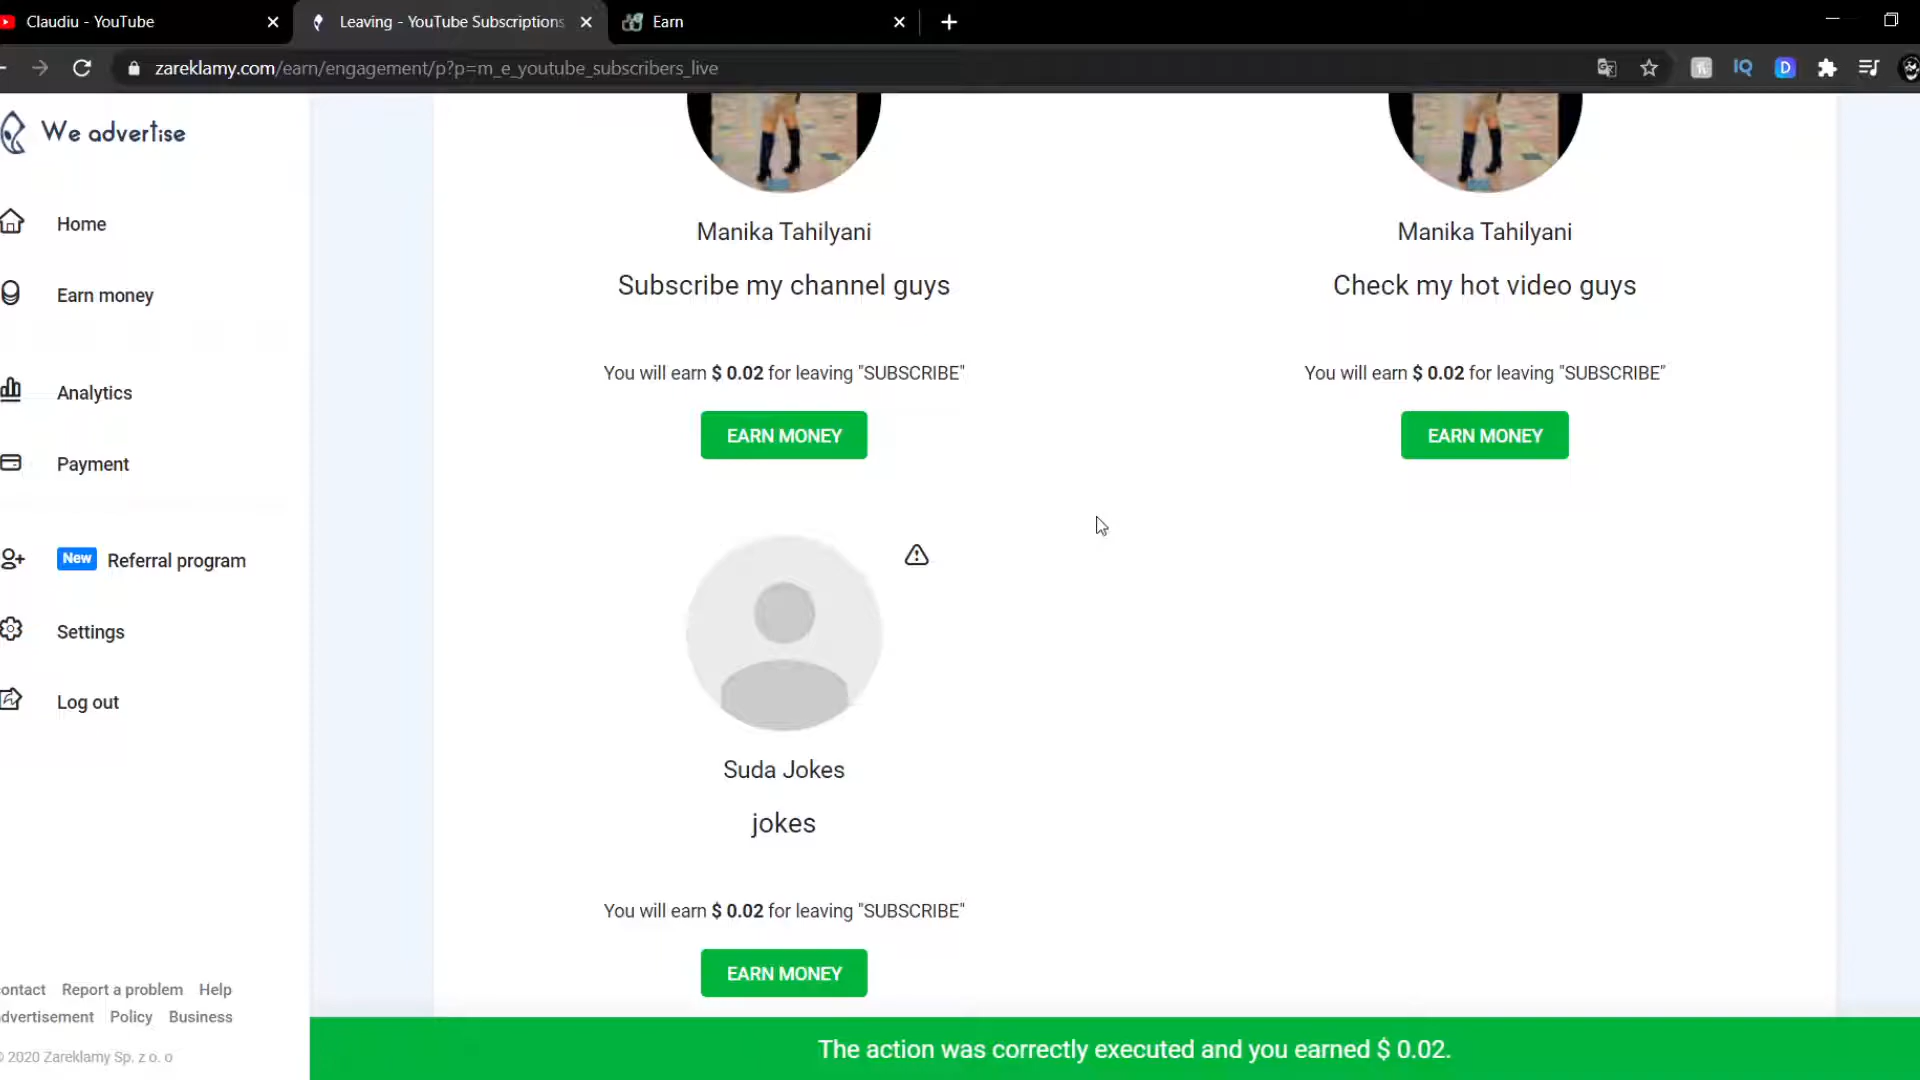 Claudiu - YouTube
Leaving - YouTube Subscriptions
Earn
zareklamy.com/earn/engagement/p?p=m_e_youtube_subscribers_live
IQ
D
We advertise
Home
Earn money
Analytics
Payment
New Referral program
Settings
Log out
Manika Tahilyani
Subscribe my channel guys
You will earn $ 0.02 for leaving "SUBSCRIBE"
EARN MONEY
Manika Tahilyani
Check my hot video guys
You will earn $ 0.02 for leaving "SUBSCRIBE"
EARN MONEY
Suda Jokes
jokes
You will earn $ 0.02 for leaving "SUBSCRIBE"
EARN MONEY
ontact Report a problem Help
dvertisement Policy Business
© 2020 Zareklamy Sp. z o. o
The action was correctly executed and you earned $ 0.02.